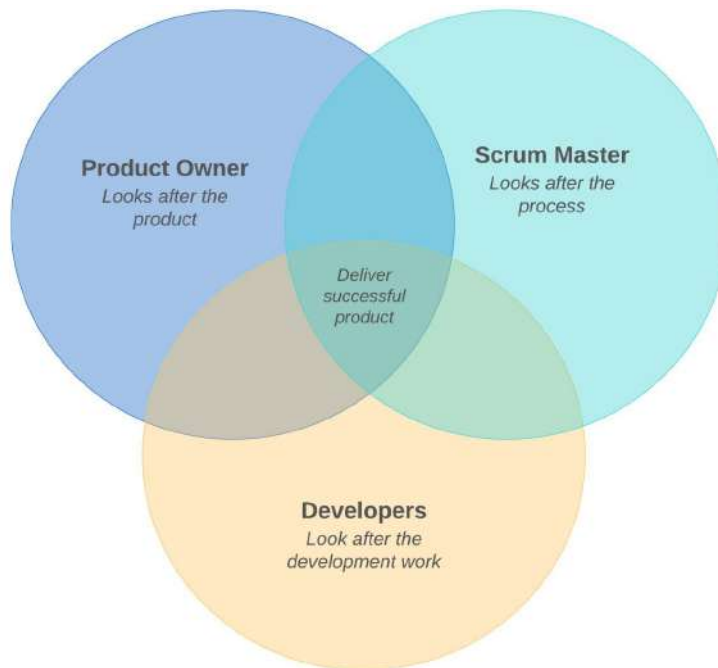 Product Owner
Looks after the
product
Scrum Master
Looks after the
process
Deliver
successful
product
Developers
Look after the
development work